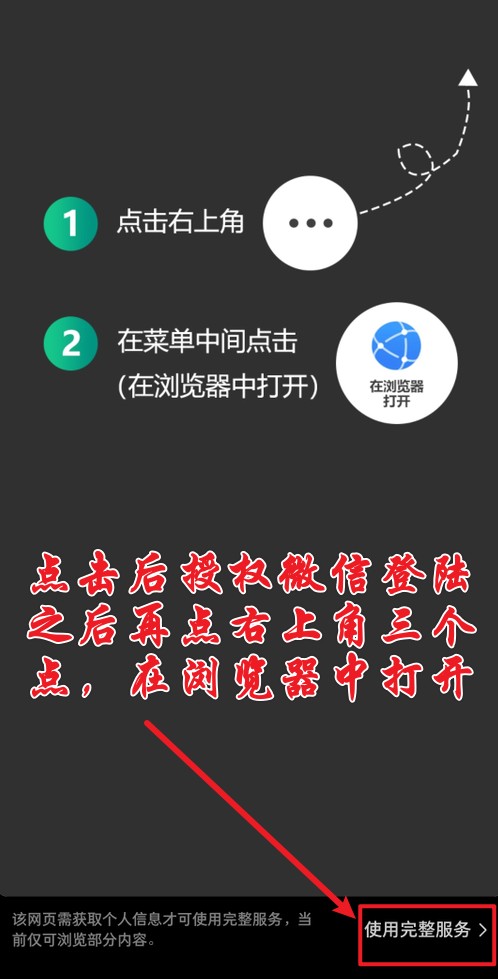 1 点击右上角
2 在菜单中间点击
(在浏览器中打开)
在浏览器
打开
点击后授权微信登陆
之后再点右上角三个
点，在浏览器中打开
该网页需获取个人信息才可使用完整服务，当
前仅可浏览部分内容。
使用完整服务 >